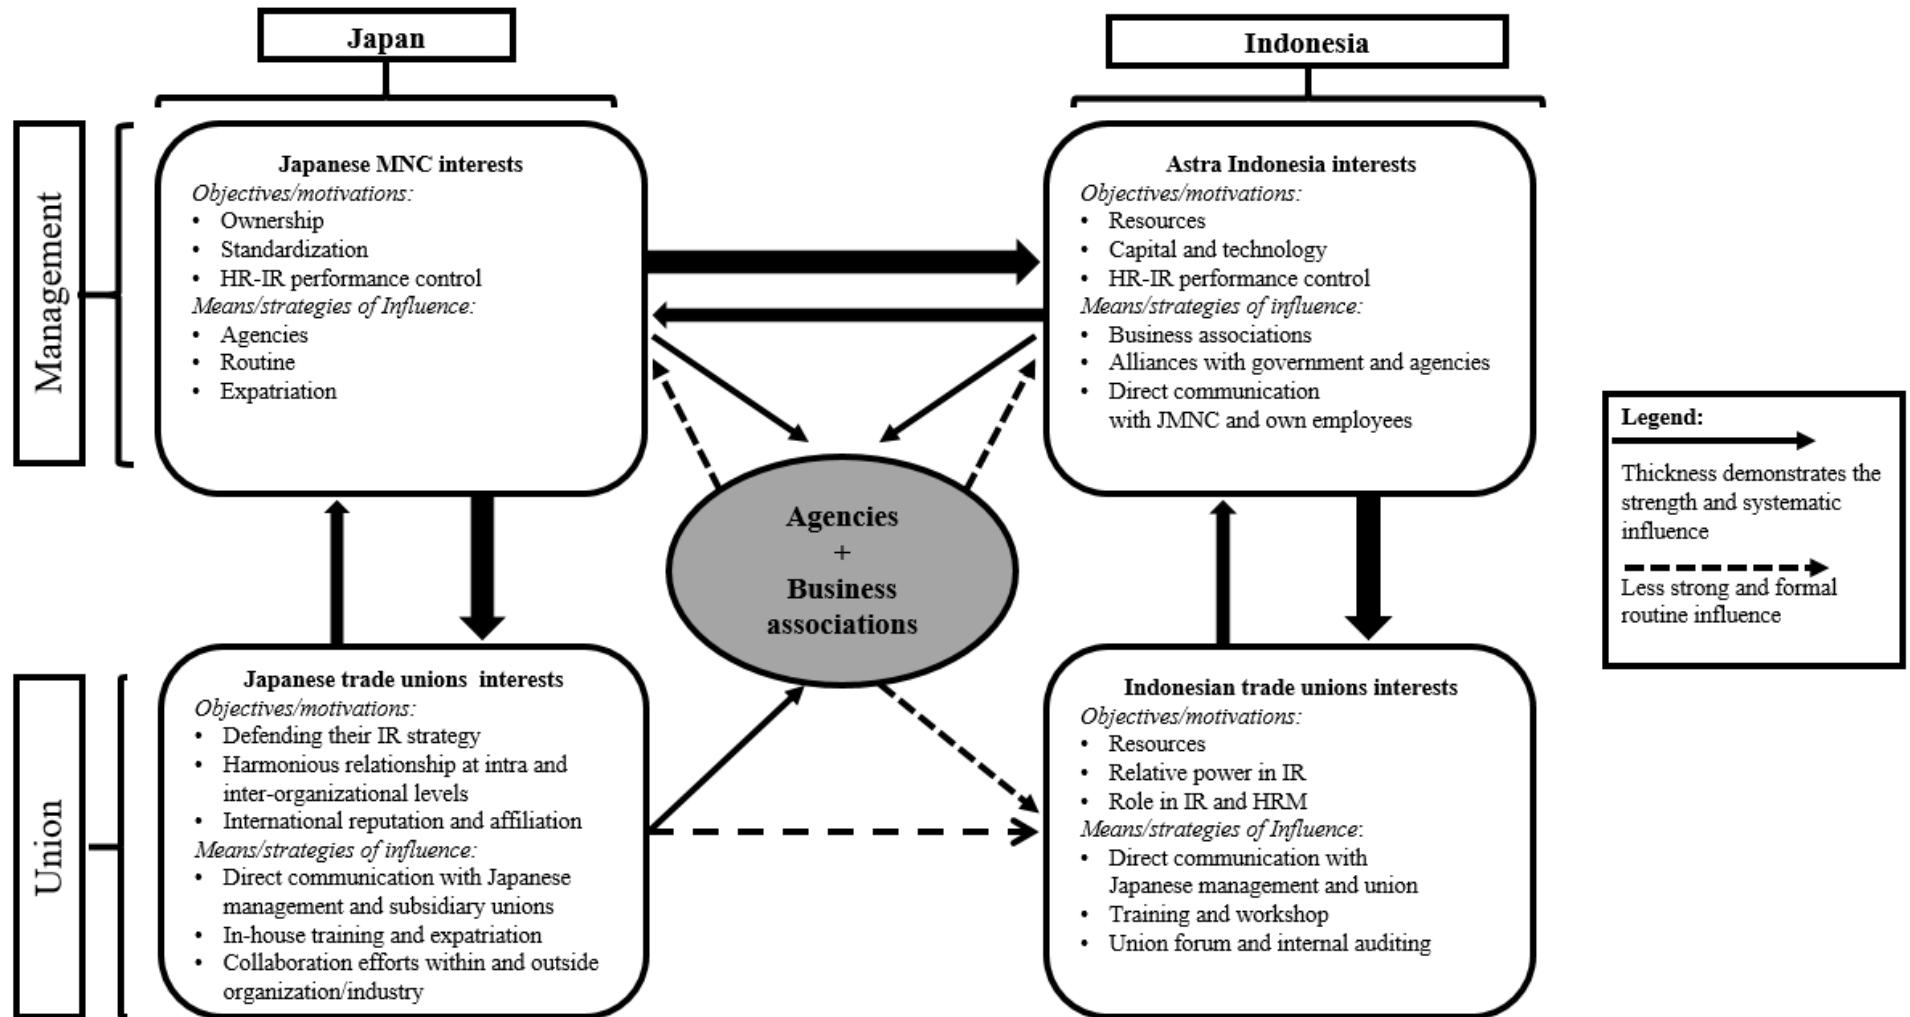 Japan
Indonesia
Management
Japanese MNC interests
Objectives/motivations:
• Ownership
• Standardization
• HR-IR performance control
Means/strategies of Influence:
• Agencies
• Routine
• Expatriation
Astra Indonesia interests
Objectives/motivations:
• Resources
• Capital and technology
• HR-IR performance control
Means/strategies of influence:
• Business associations
• Alliances with government and agencies
• Direct communication
with JMNC and own employees
Agencies
+
Business
associations
Legend:
Thickness demonstrates the
strength and systematic
influence
Less strong and formal
routine influence
Union
Japanese trade unions interests
Objectives/motivations:
• Defending their IR strategy
• Harmonious relationship at intra and
inter-organizational levels
• International reputation and affiliation
Means/strategies of influence:
• Direct communication with Japanese
management and subsidiary unions
• In-house training and expatriation
• Collaboration efforts within and outside
organization/industry
Indonesian trade unions interests
Objectives/motivations:
• Resources
• Relative power in IR
• Role in IR and HRM
Means/strategies of Influence:
• Direct communication with
Japanese management and union
• Training and workshop
• Union forum and internal auditing